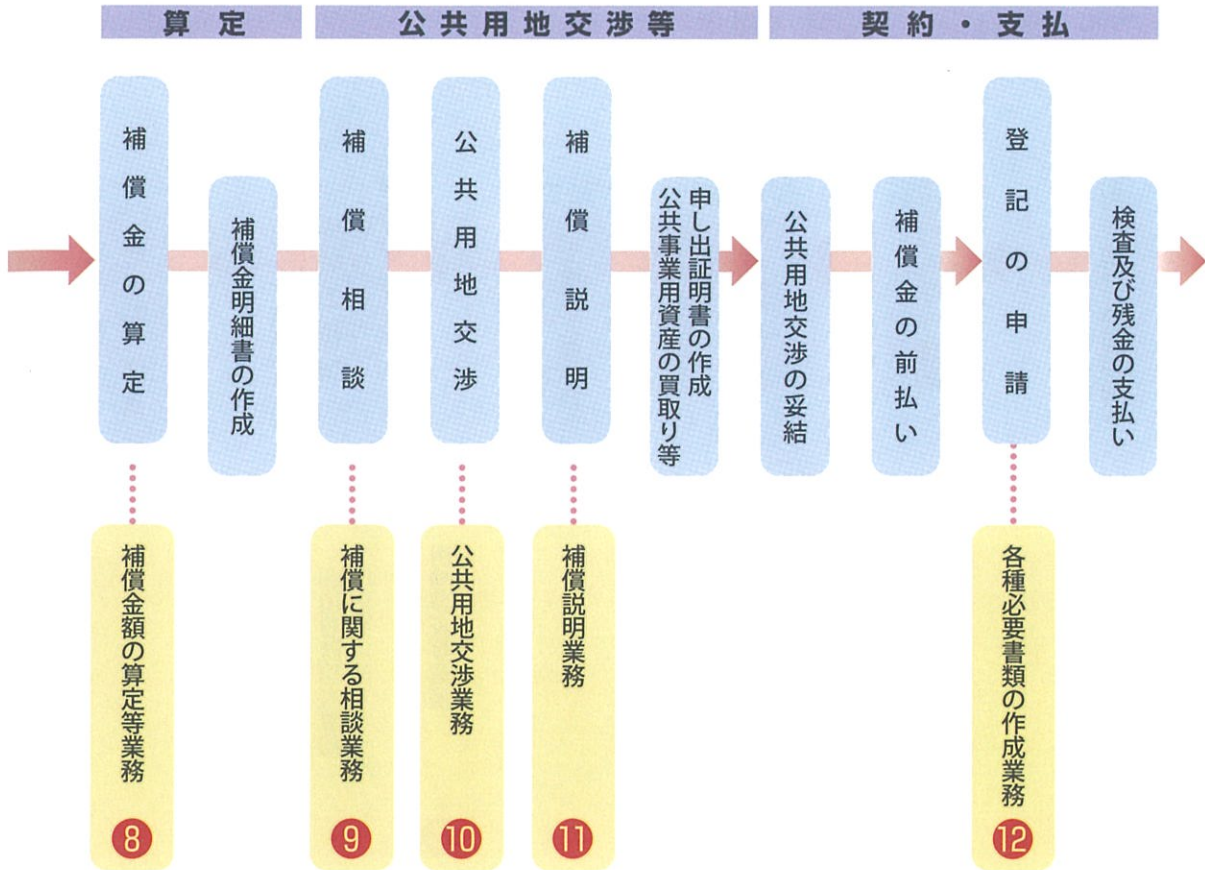 算定
公共用地交渉等
契約・支払
補償金の算定
補償金明細書の作成
補償相談
公共用地交渉
補償説明
申し出証明書の作成
公共事業用資産の買取り等
公共用地交渉の妥結
補償金の前払い
登記の申請
検査及び残金の支払い
補償金額の算定等業務
8
補償に関する相談業務
9
公共用地交渉業務
10
補償説明業務
11
各種必要書類の作成業務
12